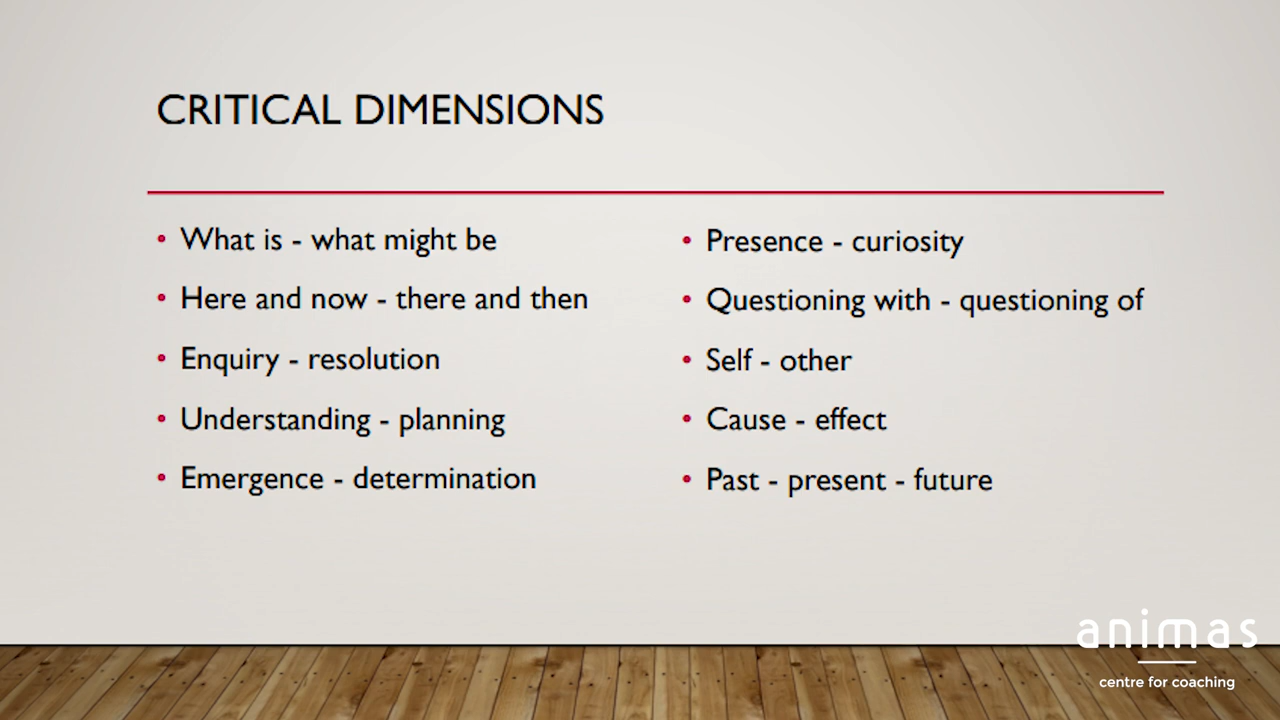 CRITICAL DIMENSIONS
• What is - what might be
• Here and now - there and then
• Enquiry - resolution
• Understanding - planning
• Emergence - determination
• Presence - curiosity
• Questioning with - questioning of
• Self - other
• Cause - effect
• Past - present - future
animas
centre for coaching